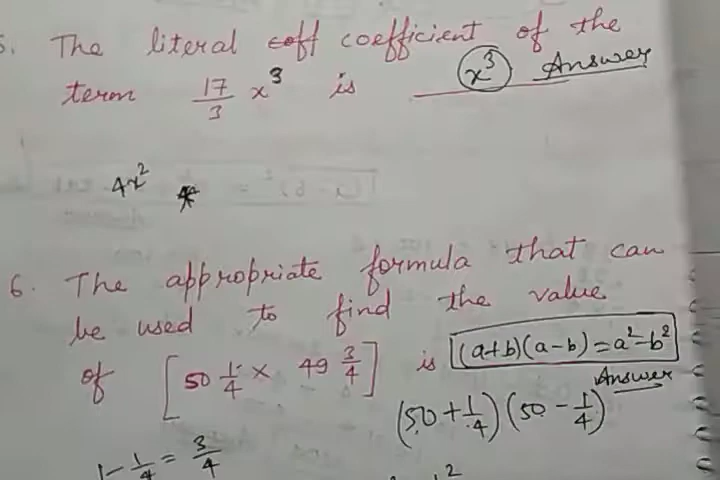 5. The literal coff coefficient of the
term 17/3 x³ is x³ Answer
4x²
6. The appropriate formula that can
be used to find the value
of [50 1/4 × 49 3/4] is (a+b)(a-b)=a²-b²
Answer
(50+1/4)(50-1/4)
1-1/4=3/4